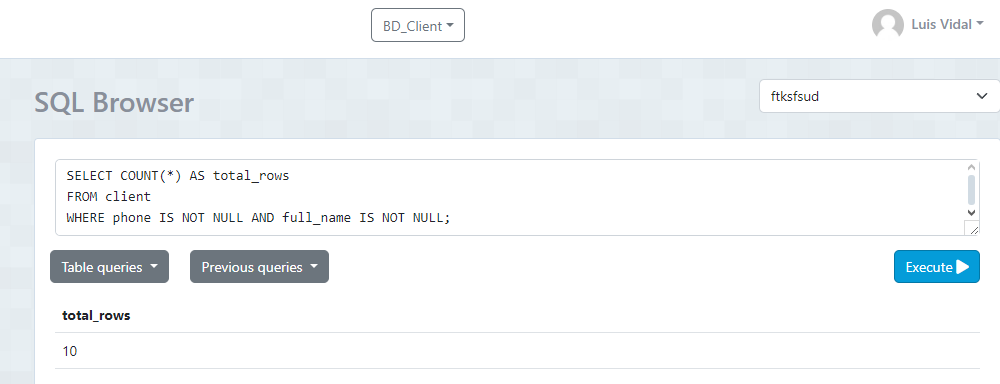 BD_Client
Luis Vidal
SQL Browser
ftksfsud
SELECT COUNT(*) AS total_rows
FROM client
WHERE phone IS NOT NULL AND full_name IS NOT NULL;
Table queries
Previous queries
Execute
total_rows
10